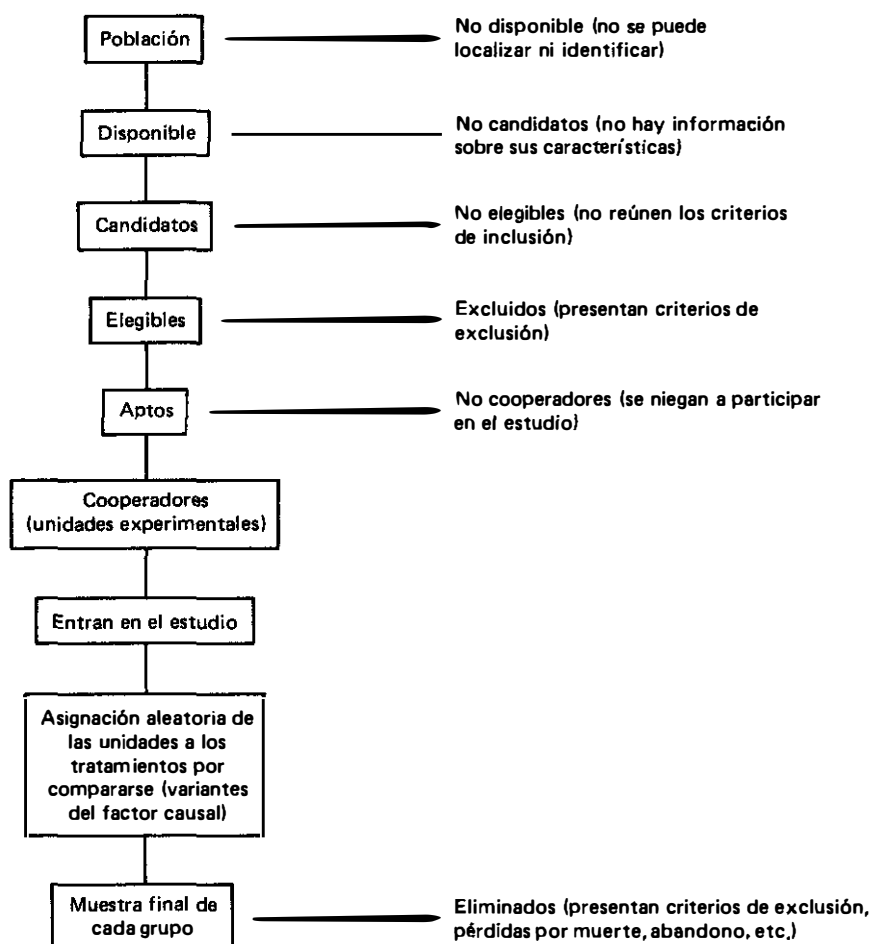 Población
No disponible (no se puede
localizar ni identificar)
Disponible
No candidatos (no hay información
sobre sus características)
Candidatos
No elegibles (no reúnen los criterios
de inclusión)
Elegibles
Excluidos (presentan criterios de
exclusión)
Aptos
No cooperadores (se niegan a participar
en el estudio)
Cooperadores
(unidades experimentales)
Entran en el estudio
Asignación aleatoria de
las unidades a los
tratamientos por
compararse (variantes
del factor causal)
Muestra final de
cada grupo
Eliminados (presentan criterios de exclusión,
pérdidas por muerte, abandono, etc.)